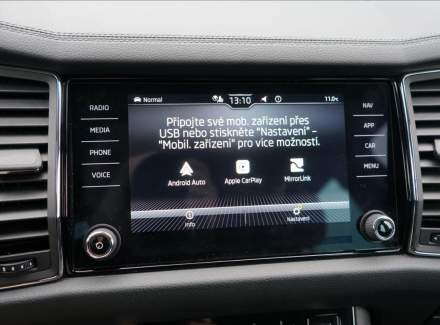 Normal 13:10 11.0°C
RADIO
MEDIA
PHONE
VOICE
Připojte své mob. zařízení přes
USB nebo stiskněte "Nastavení" –
"Mobil. zařízení" pro více možností.
Android Auto Apple CarPlay MirrorLink
Info Nastavení
NAV
APP
CAR
MENU